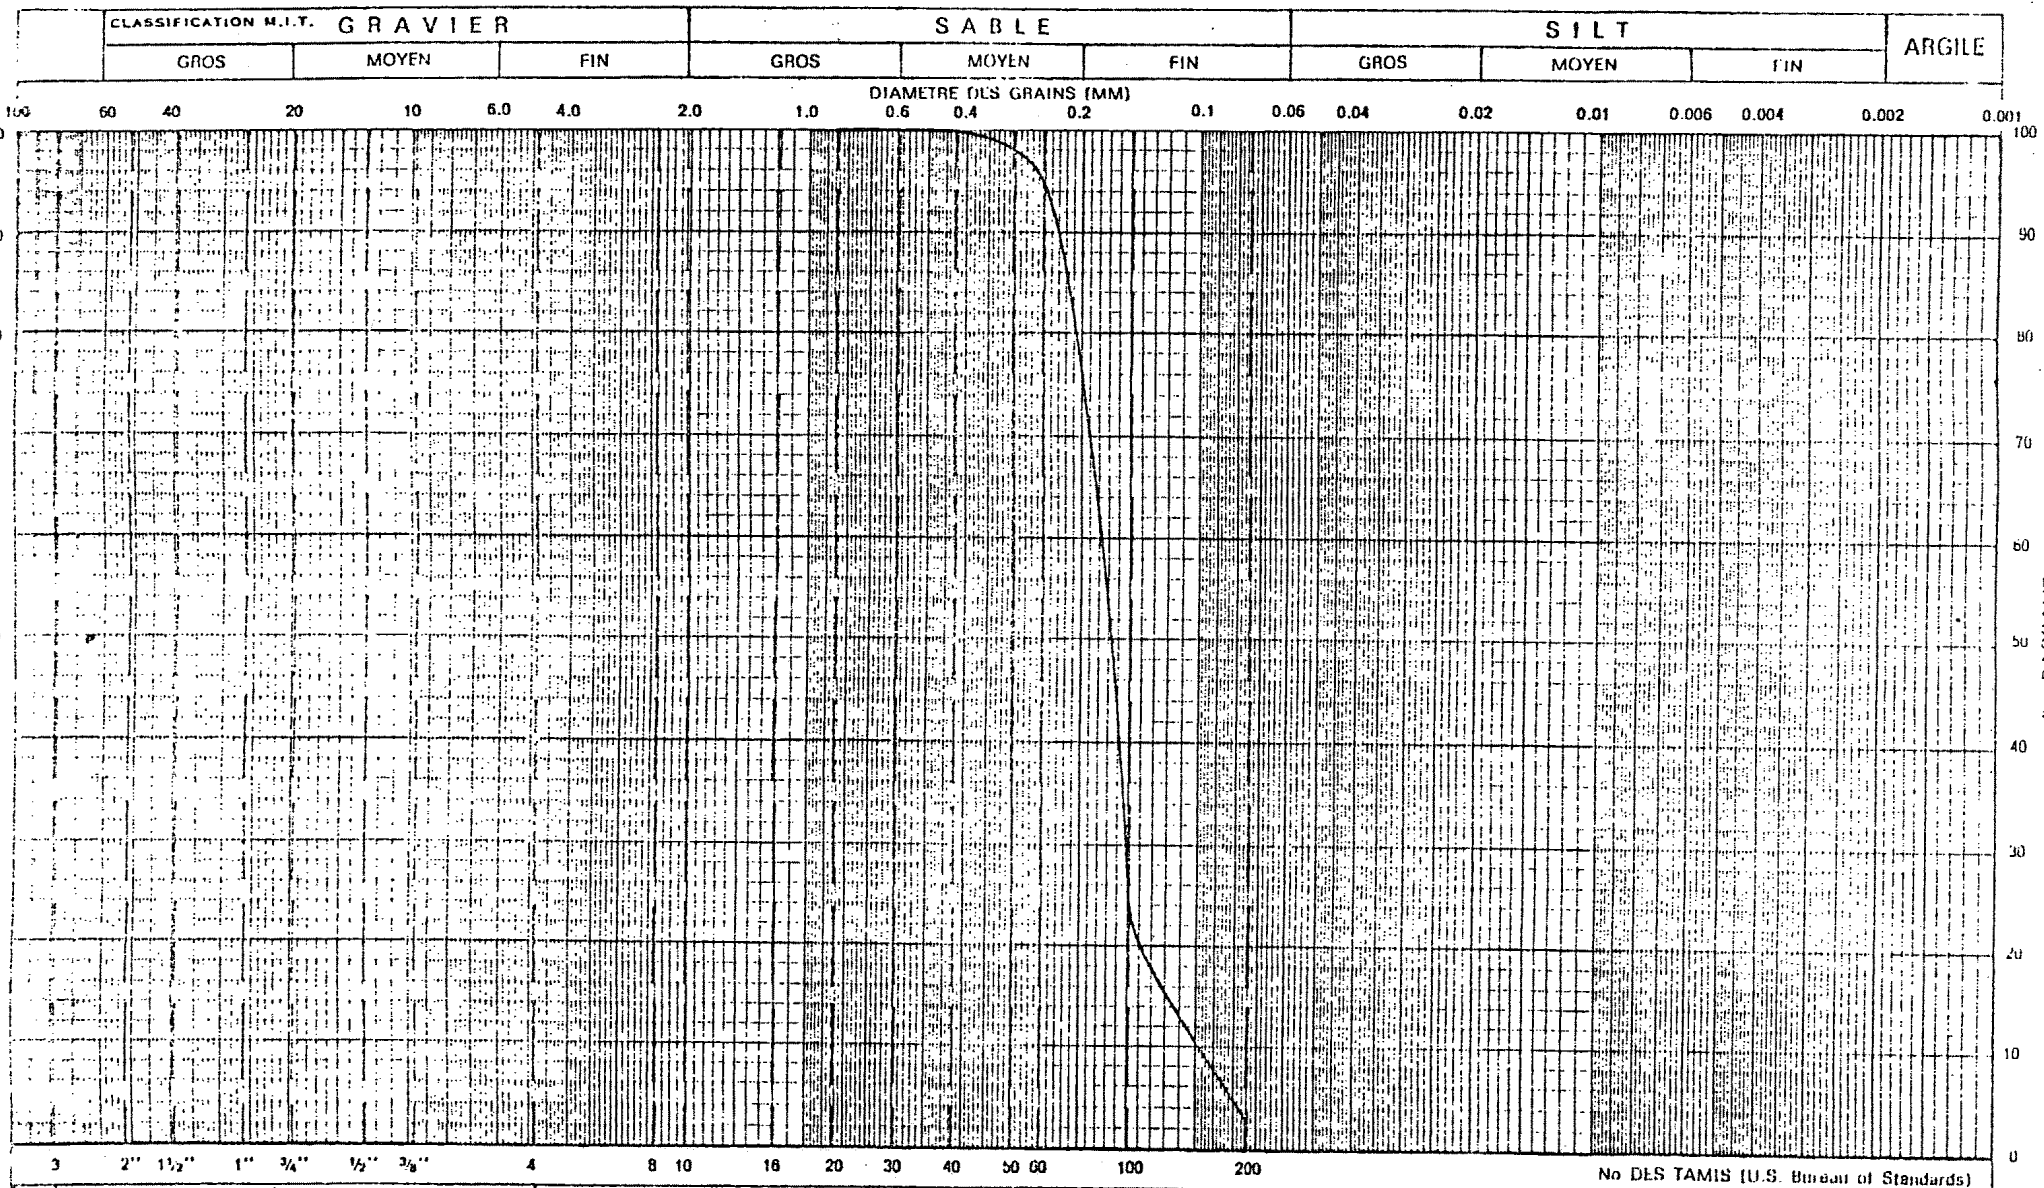 CLASSIFICATION M.I.T. GRAVIER SABLE SILT ARGILE
GROS MOYEN FIN GROS MOYEN FIN GROS MOYEN FIN
DIAMETRE DES GRAINS (MM)
100 60 40 20 10 6.0 4.0 2.0 1.0 0.6 0.4 0.2 0.1 0.06 0.04 0.02 0.01 0.006 0.004 0.002 0.001
100
90
80
70
60
50
40
30
20
10
0
3 2" 1½" 1" ¾" ½" ⅜" 4 8 10 16 20 30 40 50 60 100 200
No DES TAMIS (U.S. Bureau of Standards)